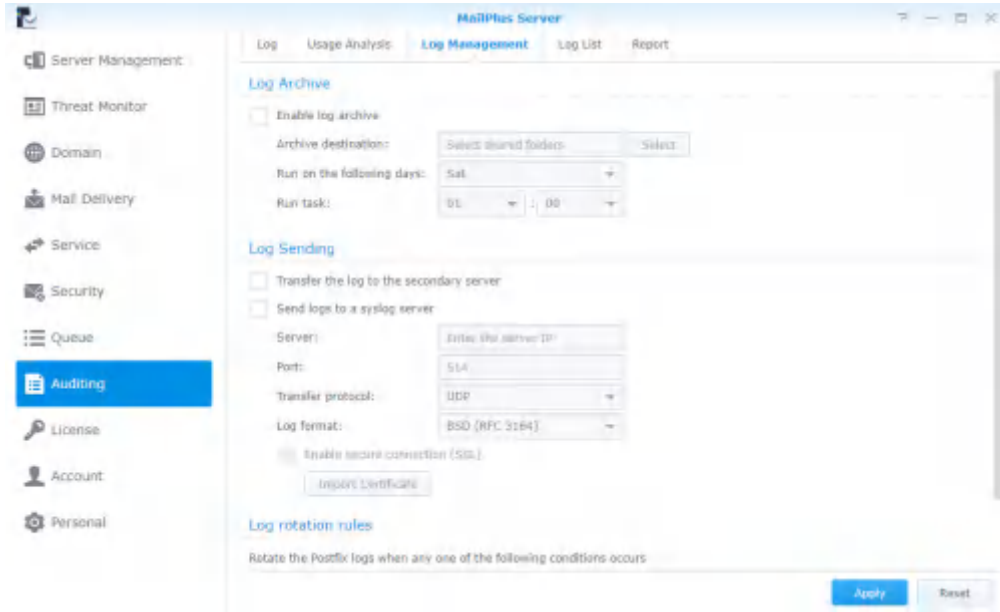 MailPlus Server
Log Usage Analysis Log Management Log List Report
Server Management
Threat Monitor
Domain
Mail Delivery
Service
Security
Queue
Auditing
License
Account
Personal
Log Archive
Enable log archive
Archive destination: Select shared folders Select
Run on the following days: Sat
Run task: 01 : 00
Log Sending
Transfer the log to the secondary server
Send logs to a syslog server
Server: Enter the server IP
Port: 514
Transfer protocol: UDP
Log format: BSD (RFC 3164)
Enable secure connection (SSL)
Import Certificate
Log rotation rules
Rotate the Postfix logs when any one of the following conditions occurs
Apply Reset